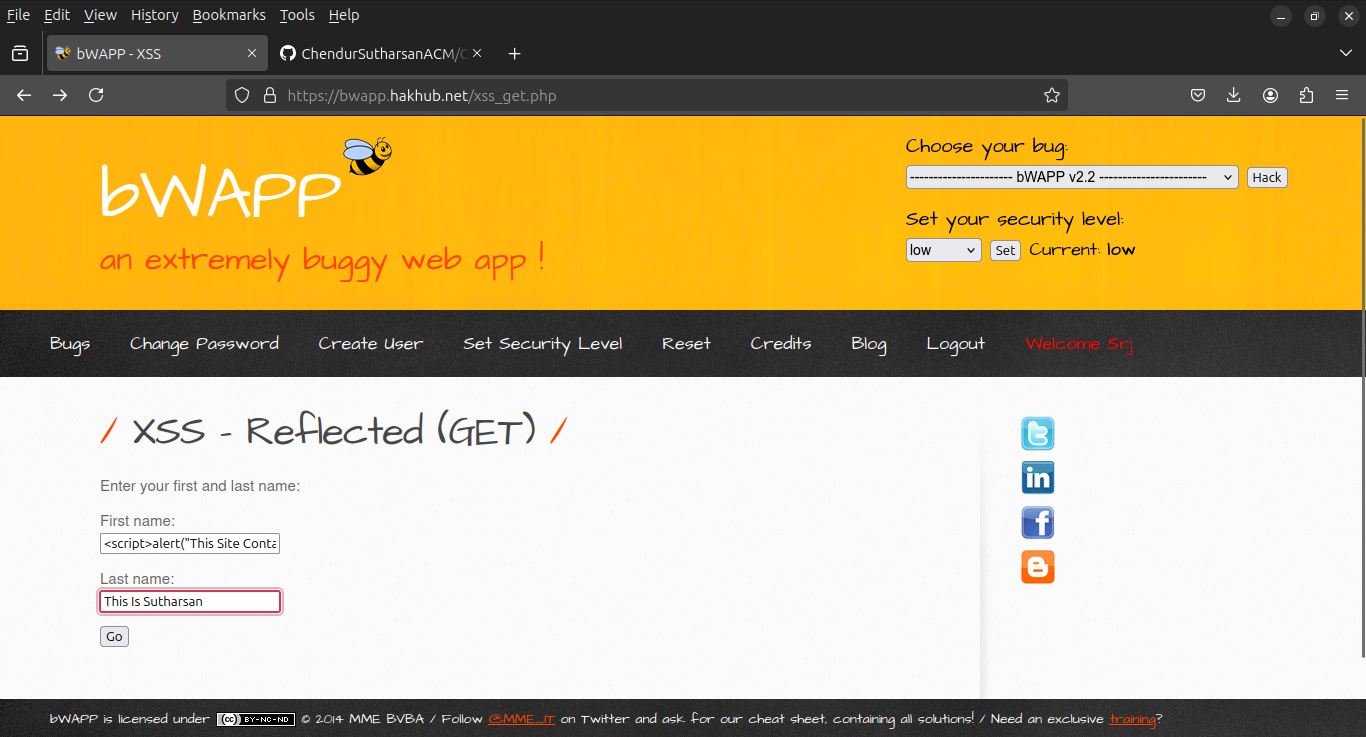 File Edit View History Bookmarks Tools Help
bWAPP - XSS
ChendurSutharsanACM/
https://bwapp.hakhub.net/xss_get.php
bWAPP
an extremely buggy web app !
Choose your bug:
---------------------- bWAPP v2.2 -----------------------
Hack
Set your security level:
low
Set
Current: low
Bugs Change Password Create User Set Security Level Reset Credits Blog Logout Welcome Srj
/ XSS - Reflected (GET) /
Enter your first and last name:
First name:
<script>alert("This Site Conta
Last name:
This Is Sutharsan
Go
bWAPP is licensed under (cc) BY-NC-ND © 2014 MME BVBA / Follow @MME_IT on Twitter and ask for our cheat sheet, containing all solutions! / Need an exclusive training?